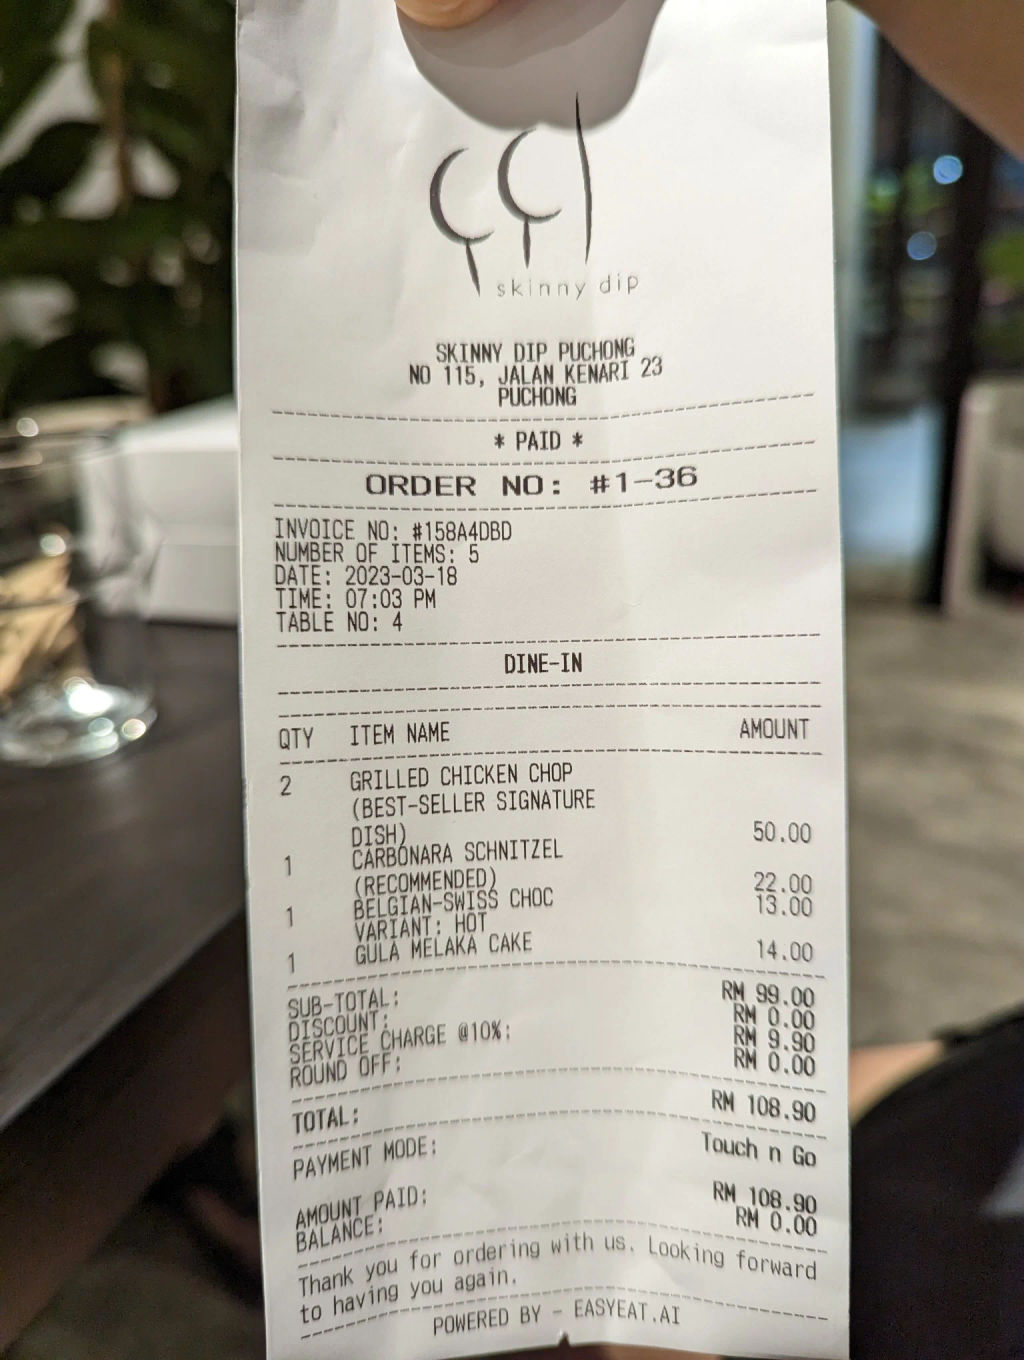 skinny dip
SKINNY DIP PUCHONG
NO 115, JALAN KENARI 23
PUCHONG
* PAID *
ORDER NO: #1-36
INVOICE NO: #158A4DBD
NUMBER OF ITEMS: 5
DATE: 2023-03-18
TIME: 07:03 PM
TABLE NO: 4
DINE-IN
QTY ITEM NAME AMOUNT
2 GRILLED CHICKEN CHOP
(BEST-SELLER SIGNATURE
DISH) 50.00
1 CARBONARA SCHNITZEL
(RECOMMENDED) 22.00
1 BELGIAN-SWISS CHOC 13.00
VARIANT: HOT
1 GULA MELAKA CAKE 14.00
SUB-TOTAL: RM 99.00
DISCOUNT: RM 0.00
SERVICE CHARGE @10%: RM 9.90
ROUND OFF: RM 0.00
TOTAL: RM 108.90
PAYMENT MODE: Touch n Go
AMOUNT PAID: RM 108.90
BALANCE: RM 0.00
Thank you for ordering with us. Looking forward
to having you again.
POWERED BY - EASYEAT.AI